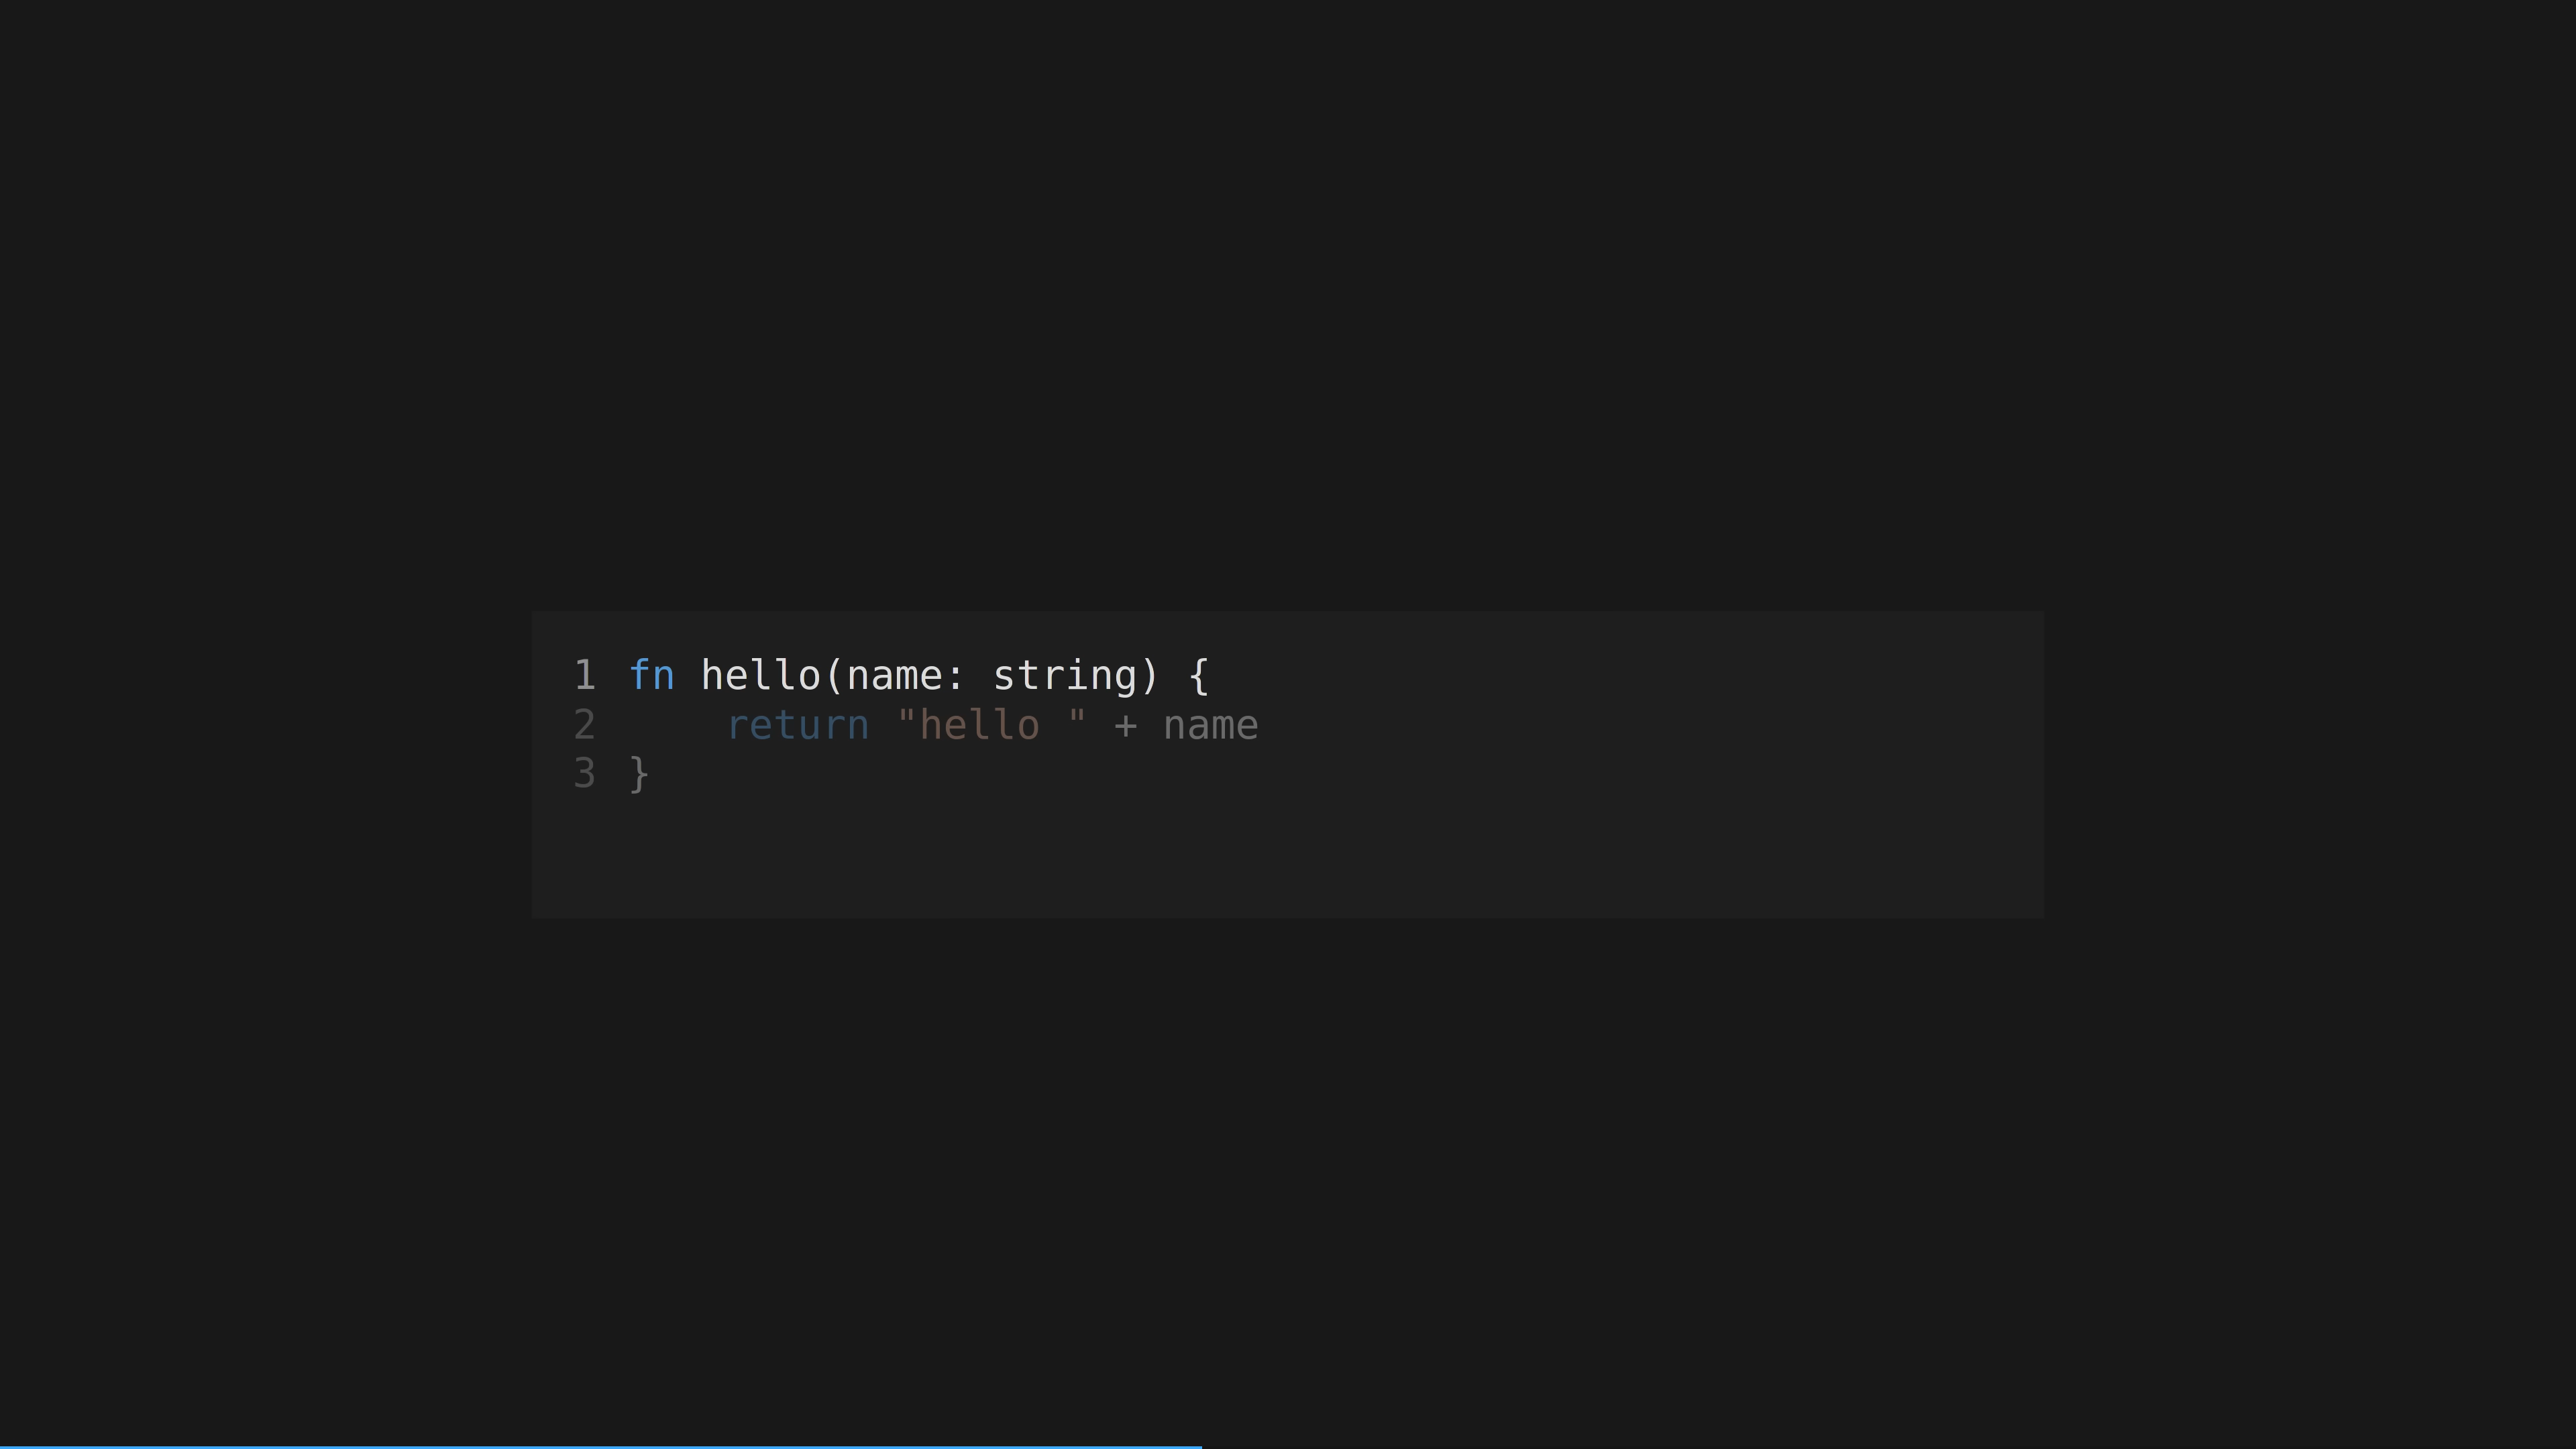 1 fn hello(name: string) {
2     return "hello " + name
3 }